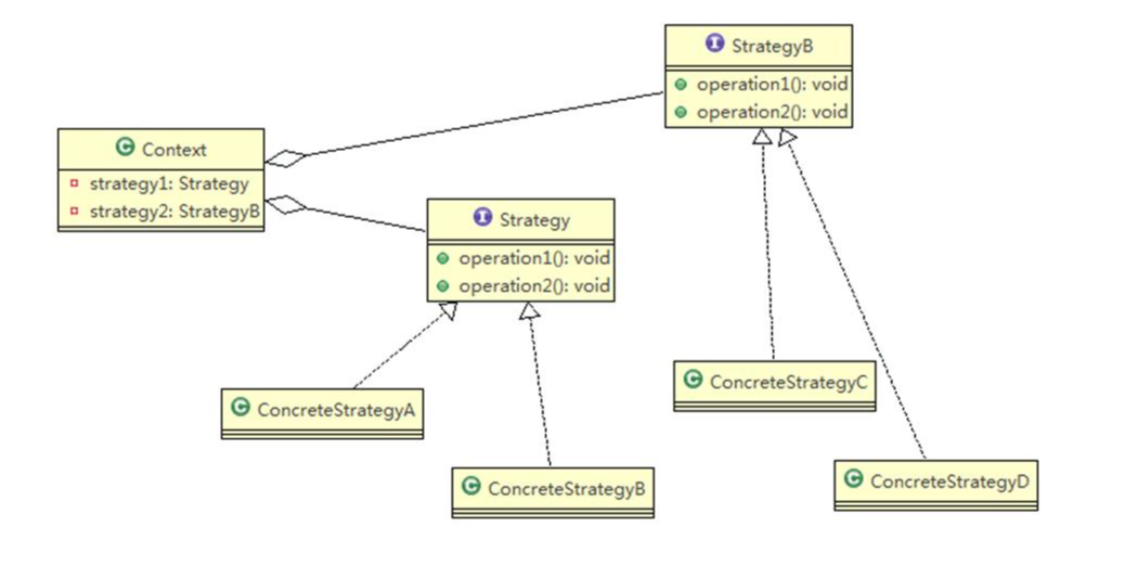 StrategyB
operation1(): void
operation2(): void
Context
strategy1: Strategy
strategy2: StrategyB
Strategy
operation1(): void
operation2(): void
ConcreteStrategyA
ConcreteStrategyB
ConcreteStrategyC
ConcreteStrategyD